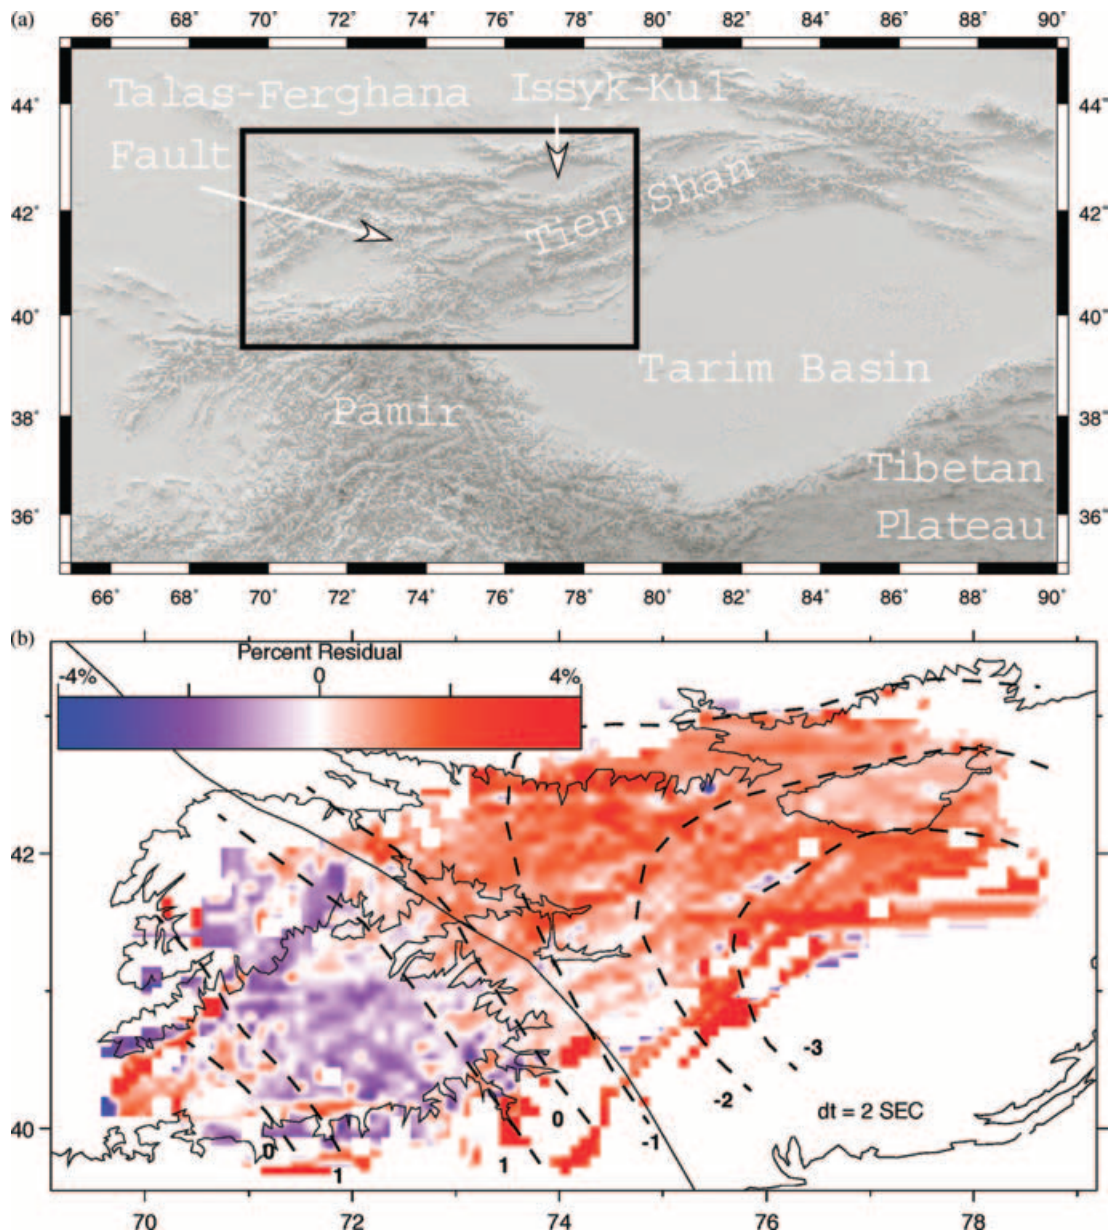 (a)
66° 68° 70° 72° 74° 76° 78° 80° 82° 84° 86° 88° 90°
Talas-Ferghana
Fault
Issyk-Kul
Tien Shan
Tarim Basin
Pamir
Tibetan
Plateau
44° 44°
42° 42°
40° 40°
38° 38°
36° 36°
66° 68° 70° 72° 74° 76° 78° 80° 82° 84° 86° 88° 90°
(b)
Percent Residual
-4% 0 4%
42
40
-3
-2
-1
0
1
0
1
dt = 2 SEC
70 72 74 76 78